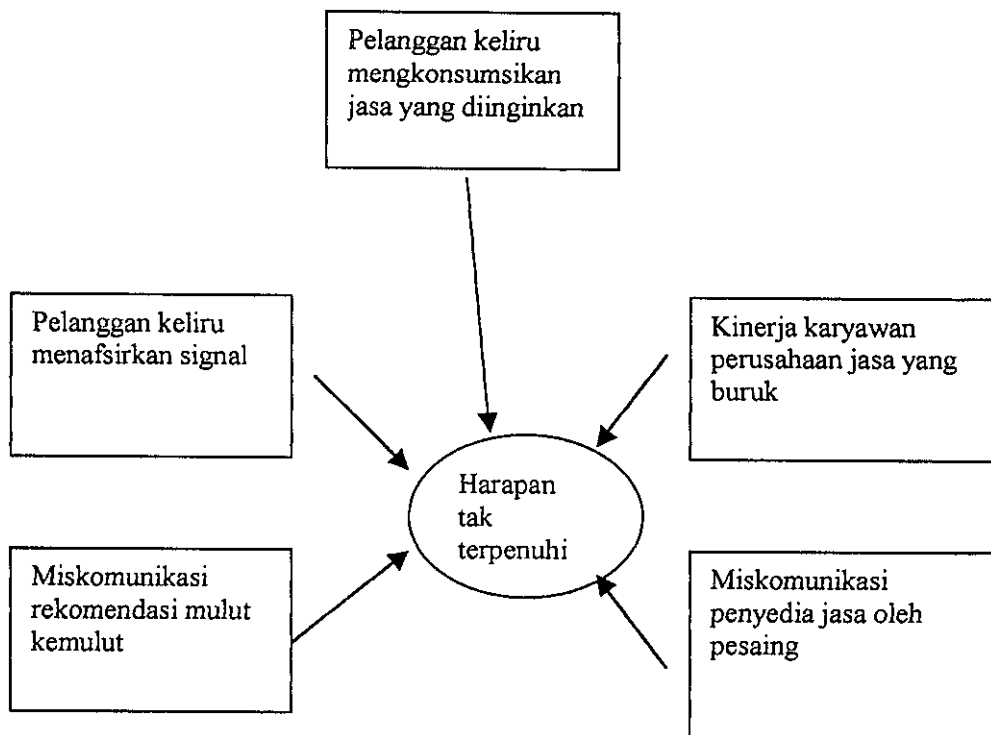 Pelanggan keliru
mengkonsumsikan
jasa yang diinginkan
Pelanggan keliru
menafsirkan signal
Kinerja karyawan
perusahaan jasa yang
buruk
Harapan
tak
terpenuhi
Miskomunikasi
rekomendasi mulut
kemulut
Miskomunikasi
penyedia jasa oleh
pesaing